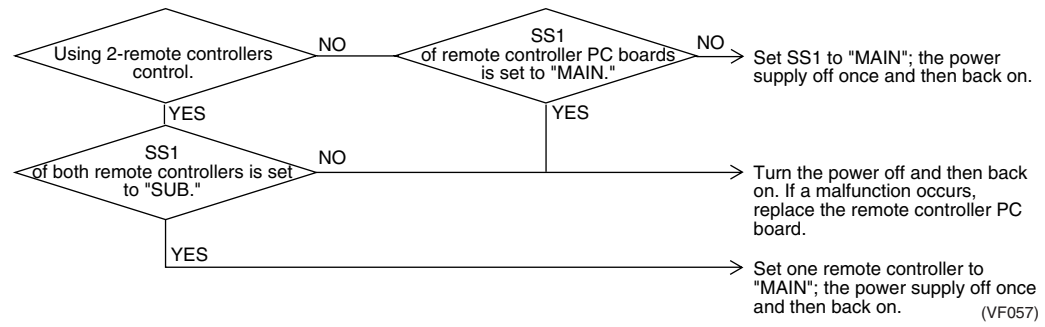 Using 2-remote controllers
control.
NO
SS1
of remote controller PC boards
is set to "MAIN."
NO
Set SS1 to "MAIN"; the power
supply off once and then back on.
YES
YES
SS1
of both remote controllers is set
to "SUB."
NO
Turn the power off and then back
on. If a malfunction occurs,
replace the remote controller PC
board.
YES
Set one remote controller to
"MAIN"; the power supply off once
and then back on.
(VF057)